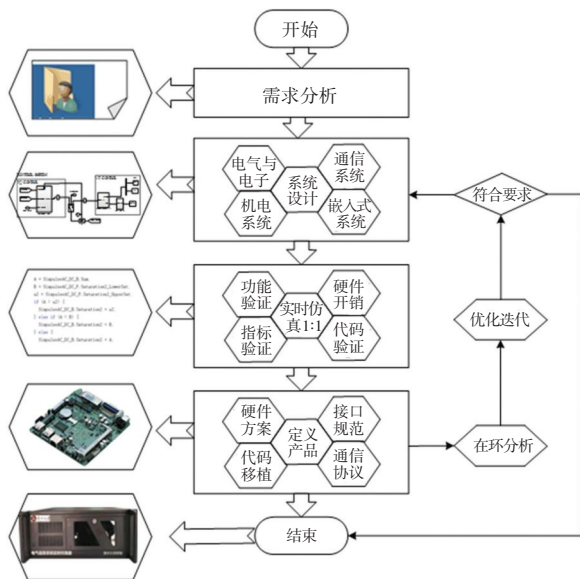 开始
需求分析
电气与
电子
通信
系统
系统
设计
机电
系统
嵌入式
系统
符合要求
功能
验证
硬件
开销
实时仿
真1:1
指标
验证
代码
验证
优化迭代
硬件
方案
接口
规范
定义
产品
代码
移植
通信
协议
在环分析
结束